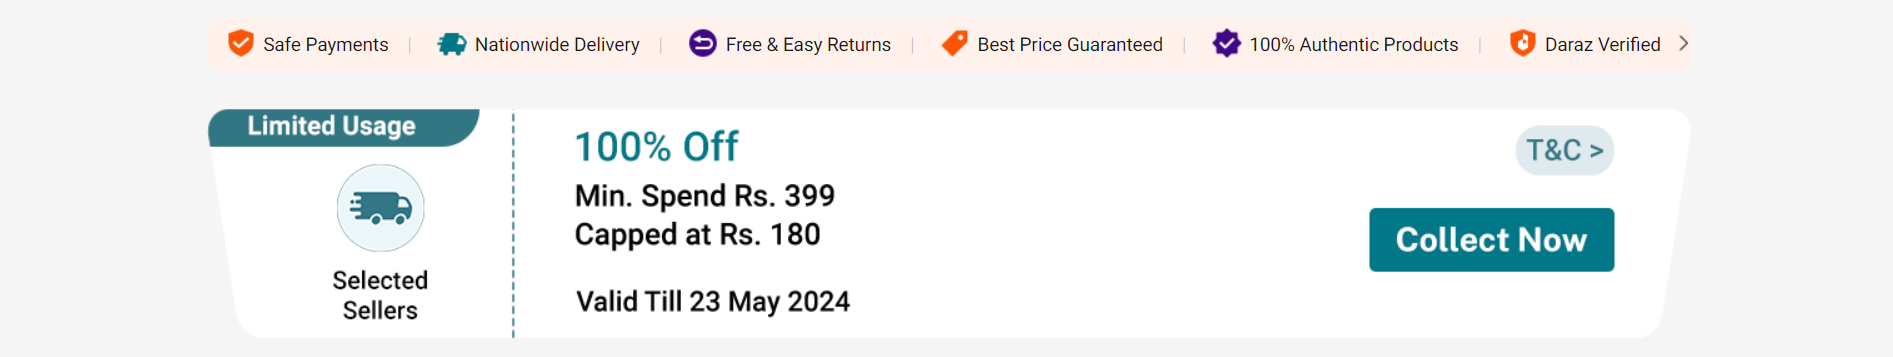 Safe Payments | Nationwide Delivery | Free & Easy Returns | Best Price Guaranteed | 100% Authentic Products | Daraz Verified >
Limited Usage
Selected
Sellers
100% Off
Min. Spend Rs. 399
Capped at Rs. 180
Valid Till 23 May 2024
T&C >
Collect Now